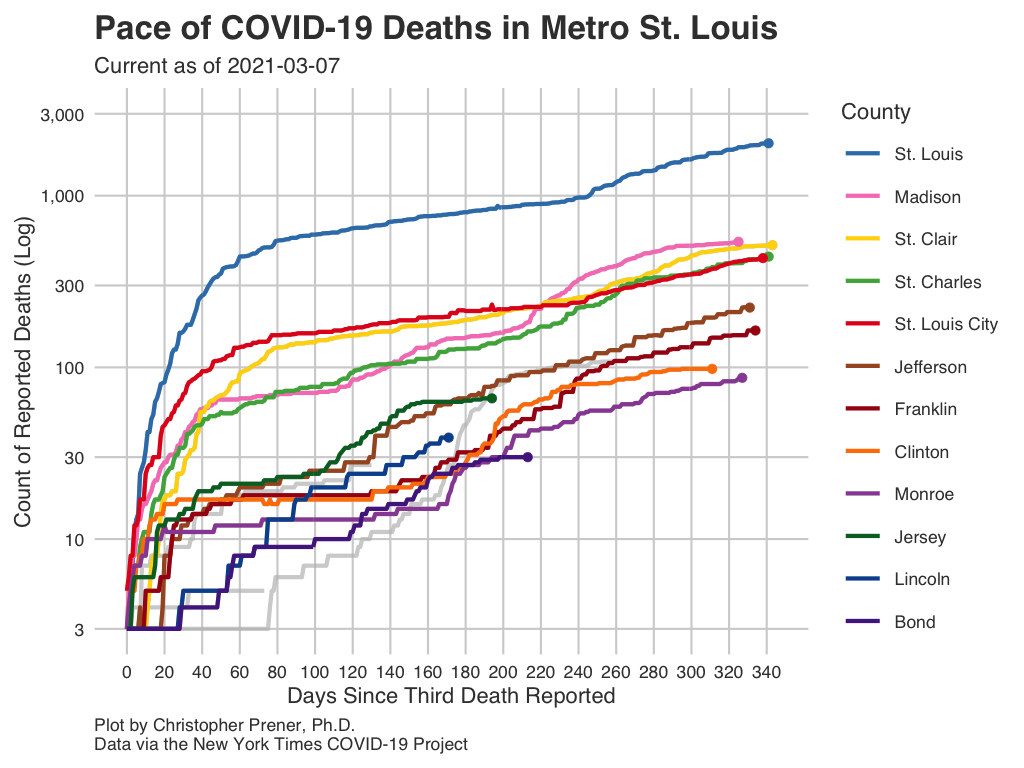 Pace of COVID-19 Deaths in Metro St. Louis
Current as of 2021-03-07
Count of Reported Deaths (Log)
3,000
1,000
300
100
30
10
3
0 20 40 60 80 100 120 140 160 180 200 220 240 260 280 300 320 340
Days Since Third Death Reported
County
St. Louis
Madison
St. Clair
St. Charles
St. Louis City
Jefferson
Franklin
Clinton
Monroe
Jersey
Lincoln
Bond
Plot by Christopher Prener, Ph.D.
Data via the New York Times COVID-19 Project